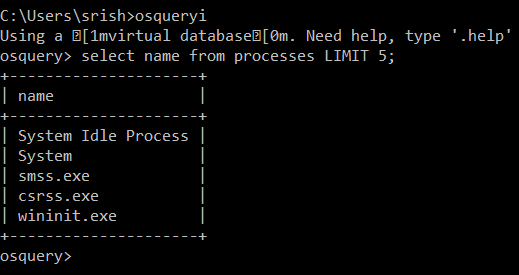 C:\Users\srish>osqueryi
Using a �[1mvirtual database�[0m. Need help, type '.help'
osquery> select name from processes LIMIT 5;
+---------------------+
| name                |
+---------------------+
| System Idle Process |
| System              |
| smss.exe            |
| csrss.exe           |
| wininit.exe         |
+---------------------+
osquery>